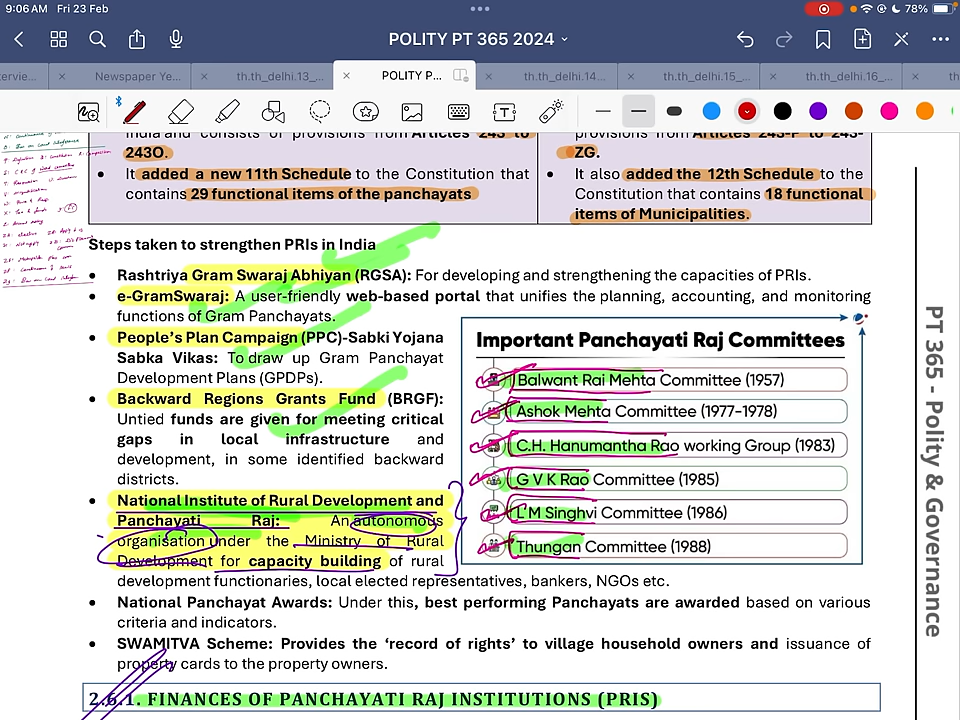 9:06 AM Fri 23 Feb
78%
POLITY PT 365 2024
Newspaper Ye...
th.th_delhi.13_...
POLITY P...
th.th_delhi.14...
th.th_delhi.15_...
th.th_delhi.16_...
India and consists of provisions from Articles 243 to
243O.
• It added a new 11th Schedule to the Constitution that
contains 29 functional items of the panchayats
provisions from Articles 243-P to 243-
ZG.
• It also added the 12th Schedule to the
Constitution that contains 18 functional
items of Municipalities.
Steps taken to strengthen PRIs in India
• Rashtriya Gram Swaraj Abhiyan (RGSA): For developing and strengthening the capacities of PRIs.
• e-GramSwaraj: A user-friendly web-based portal that unifies the planning, accounting, and monitoring
functions of Gram Panchayats.
• People's Plan Campaign (PPC)-Sabki Yojana
Sabka Vikas: To draw up Gram Panchayat
Development Plans (GPDPs).
• Backward Regions Grants Fund (BRGF):
Untied funds are given for meeting critical
gaps in local infrastructure and
development, in some identified backward
districts.
• National Institute of Rural Development and
Panchayati Raj: An autonomous
organisation under the Ministry of Rural
Development for capacity building of rural
development functionaries, local elected representatives, bankers, NGOs etc.
• National Panchayat Awards: Under this, best performing Panchayats are awarded based on various
criteria and indicators.
• SWAMITVA Scheme: Provides the 'record of rights' to village household owners and issuance of
property cards to the property owners.
Important Panchayati Raj Committees
Balwant Rai Mehta Committee (1957)
Ashok Mehta Committee (1977-1978)
C.H. Hanumantha Rao working Group (1983)
G V K Rao Committee (1985)
L M Singhvi Committee (1986)
Thungan Committee (1988)
2.6.1. FINANCES OF PANCHAYATI RAJ INSTITUTIONS (PRIS)
PT 365 - Polity & Governance